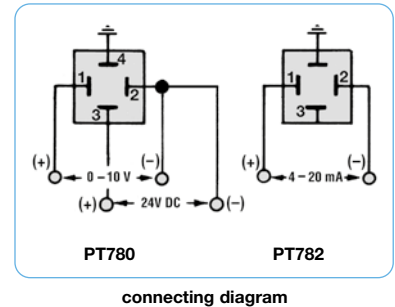 4 1 2 3
(+) 0 – 10 V (–)
(+) 24V DC (–)
PT780
1 2 3
(+) 4 – 20 mA (–)
PT782
connecting diagram